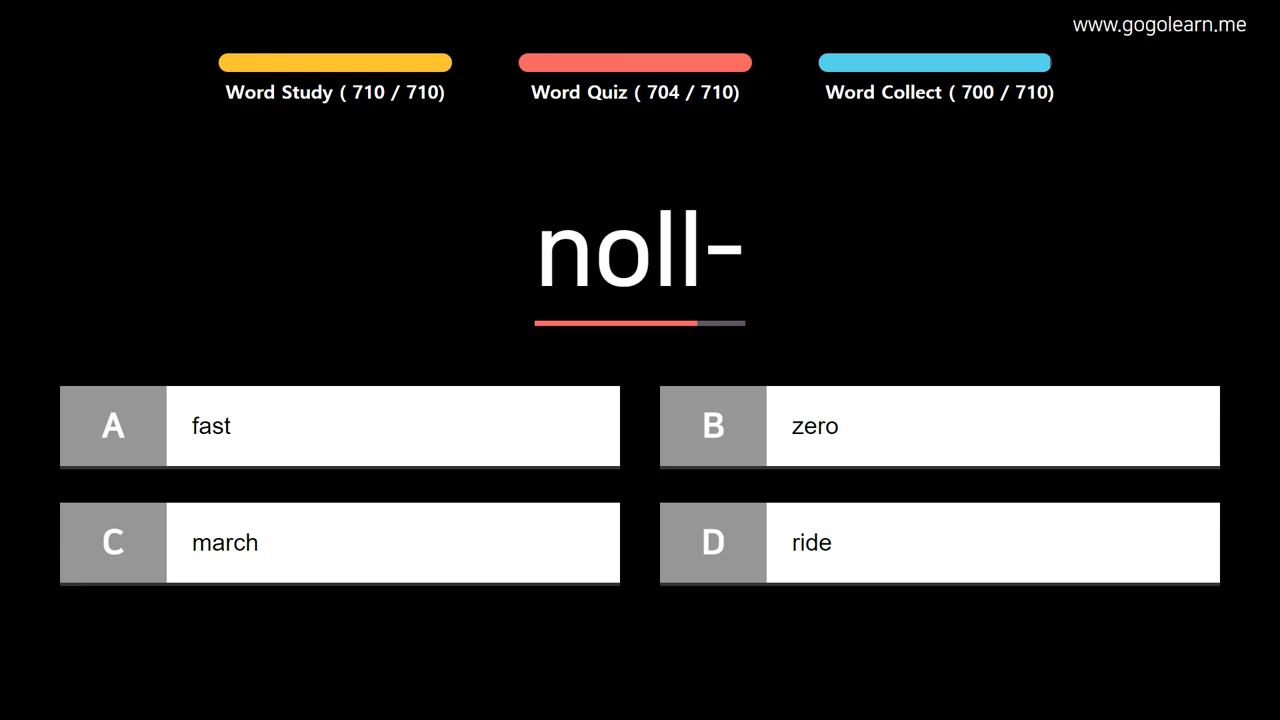 www.gogolearn.me
Word Study ( 710 / 710)
Word Quiz ( 704 / 710)
Word Collect ( 700 / 710)
noll-
A fast
B zero
C march
D ride